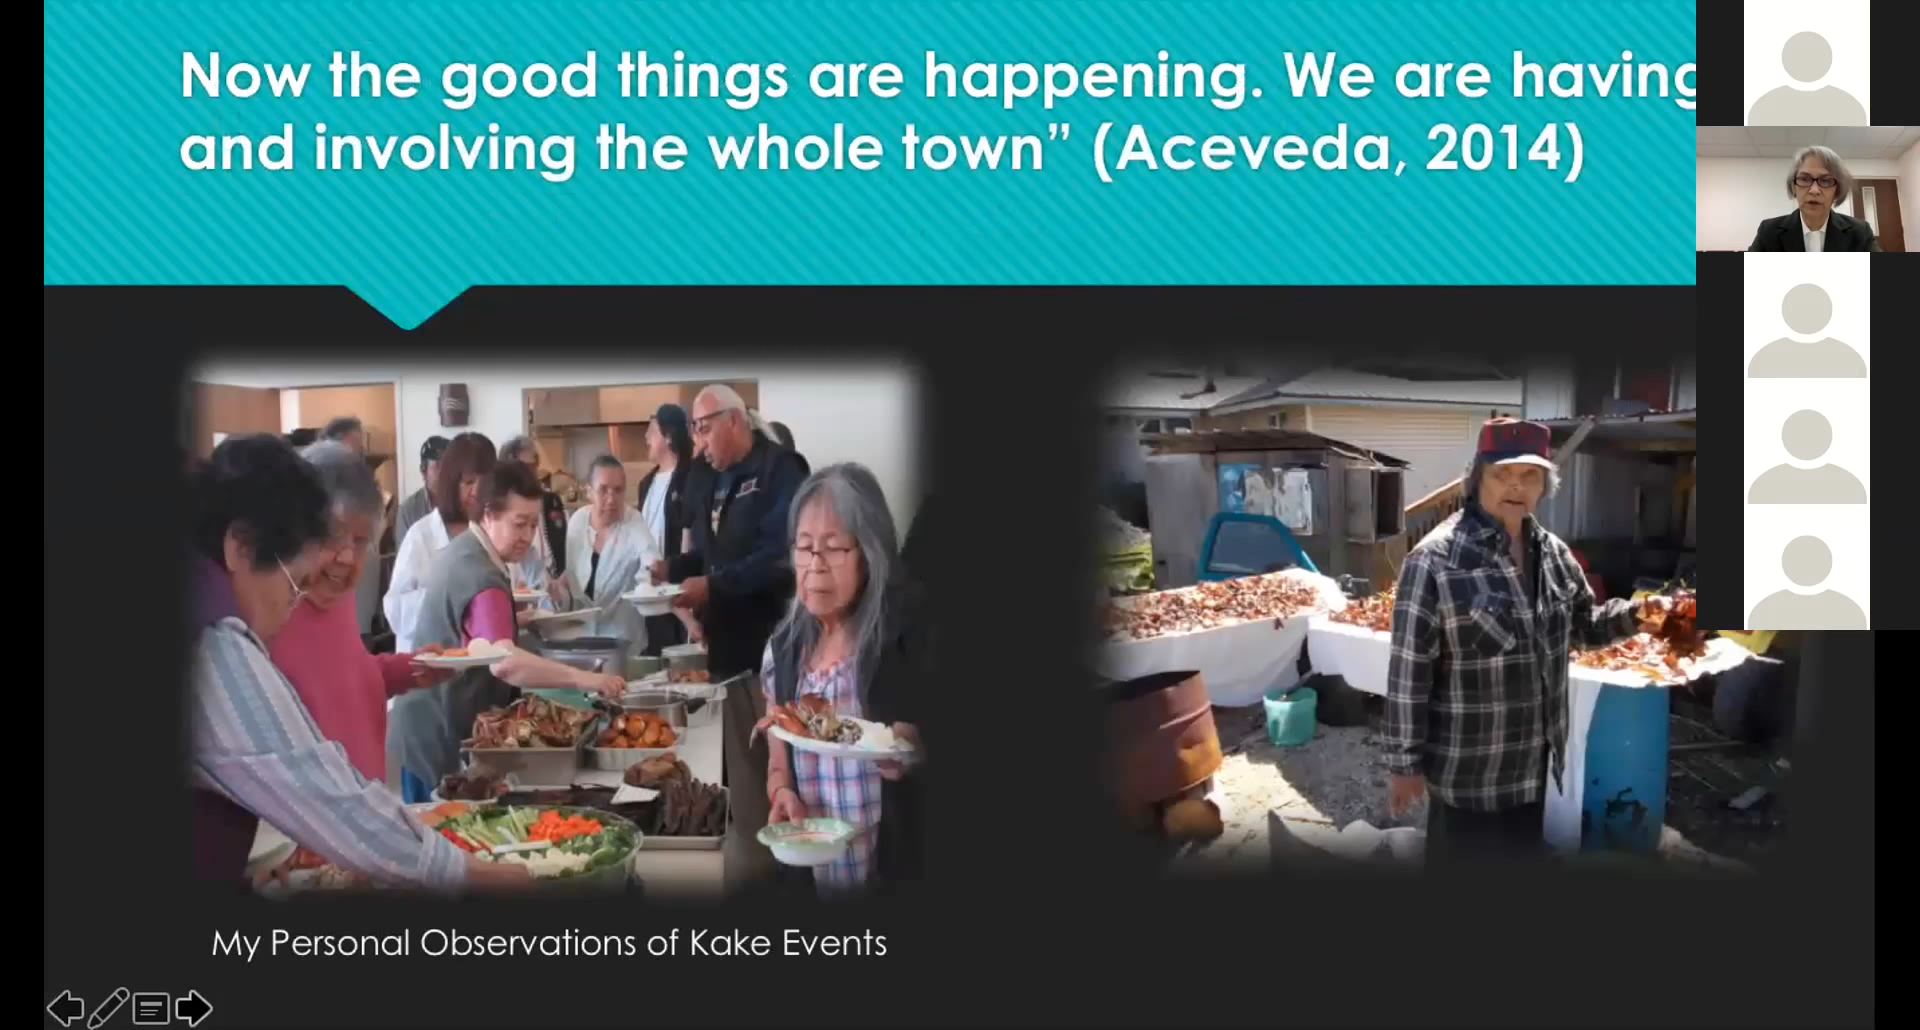 Now the good things are happening. We are having
and involving the whole town” (Aceveda, 2014)
My Personal Observations of Kake Events